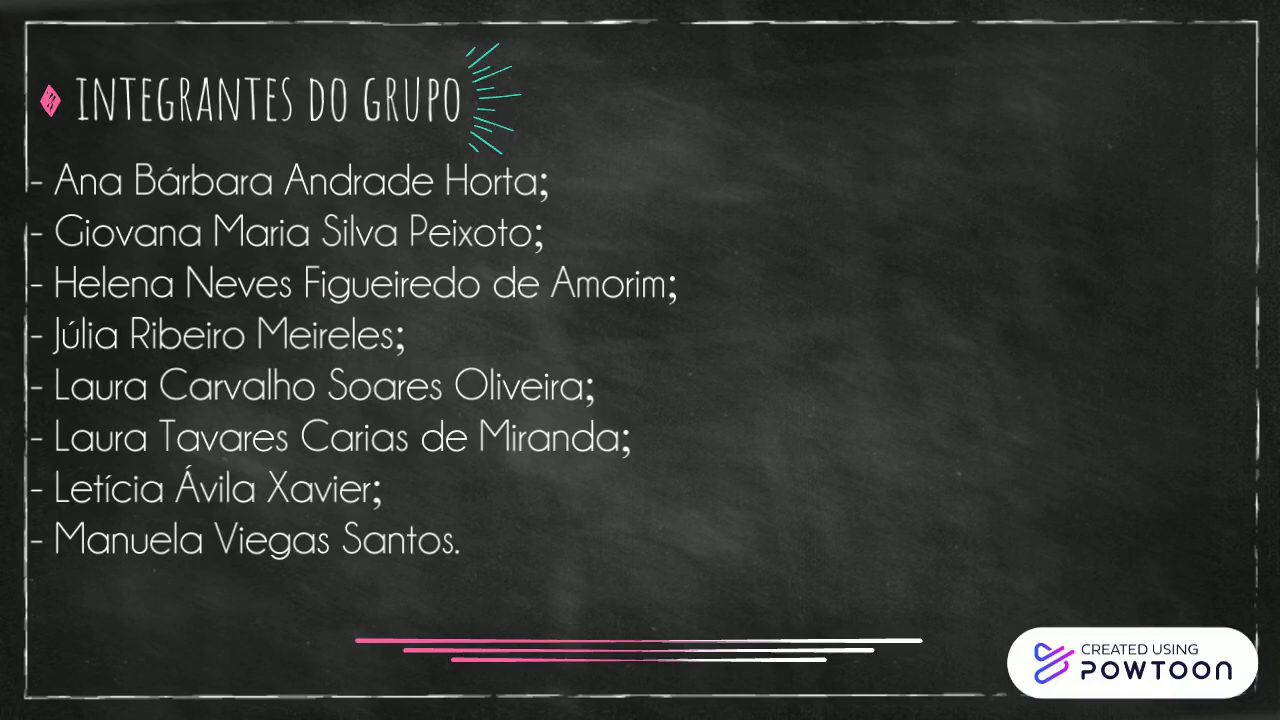 INTEGRANTES DO GRUPO
- Ana Bárbara Andrade Horta;
- Giovana Maria Silva Peixoto;
- Helena Neves Figueiredo de Amorim;
- Júlia Ribeiro Meireles;
- Laura Carvalho Soares Oliveira;
- Laura Tavares Carias de Miranda;
- Letícia Ávila Xavier;
- Manuela Viegas Santos.
CREATED USING
POWTOON